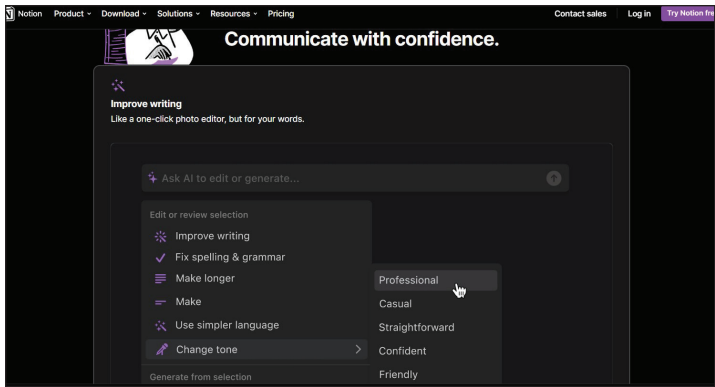 Notion Product Download Solutions Resources Pricing Contact sales Log in Try Notion fre
Communicate with confidence.
Improve writing
Like a one-click photo editor, but for your words.
Ask AI to edit or generate...
Edit or review selection
Improve writing
Fix spelling & grammar
Make longer
Make
Use simpler language
Change tone
Generate from selection
Professional
Casual
Straightforward
Confident
Friendly